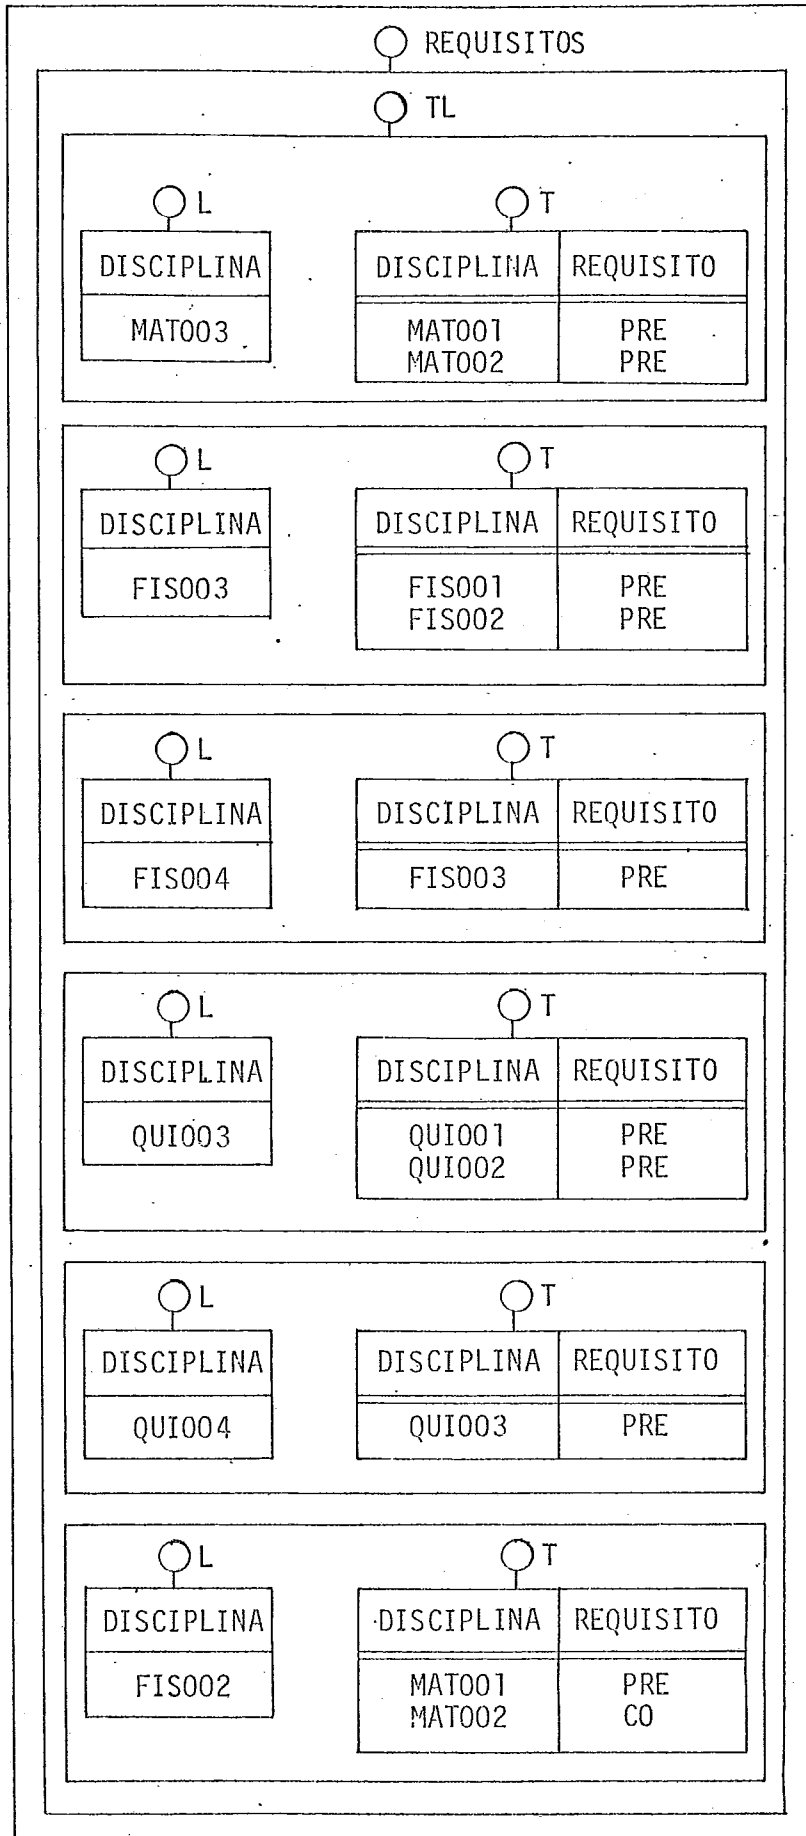 REQUISITOS
TL
L T
DISCIPLINA DISCIPLINA REQUISITO
MAT003 MAT001 PRE
MAT002 PRE
L T
DISCIPLINA DISCIPLINA REQUISITO
FIS003 FIS001 PRE
FIS002 PRE
L T
DISCIPLINA DISCIPLINA REQUISITO
FIS004 FIS003 PRE
L T
DISCIPLINA DISCIPLINA REQUISITO
QUI003 QUI001 PRE
QUI002 PRE
L T
DISCIPLINA DISCIPLINA REQUISITO
QUI004 QUI003 PRE
L T
DISCIPLINA DISCIPLINA REQUISITO
FIS002 MAT001 PRE
MAT002 CO